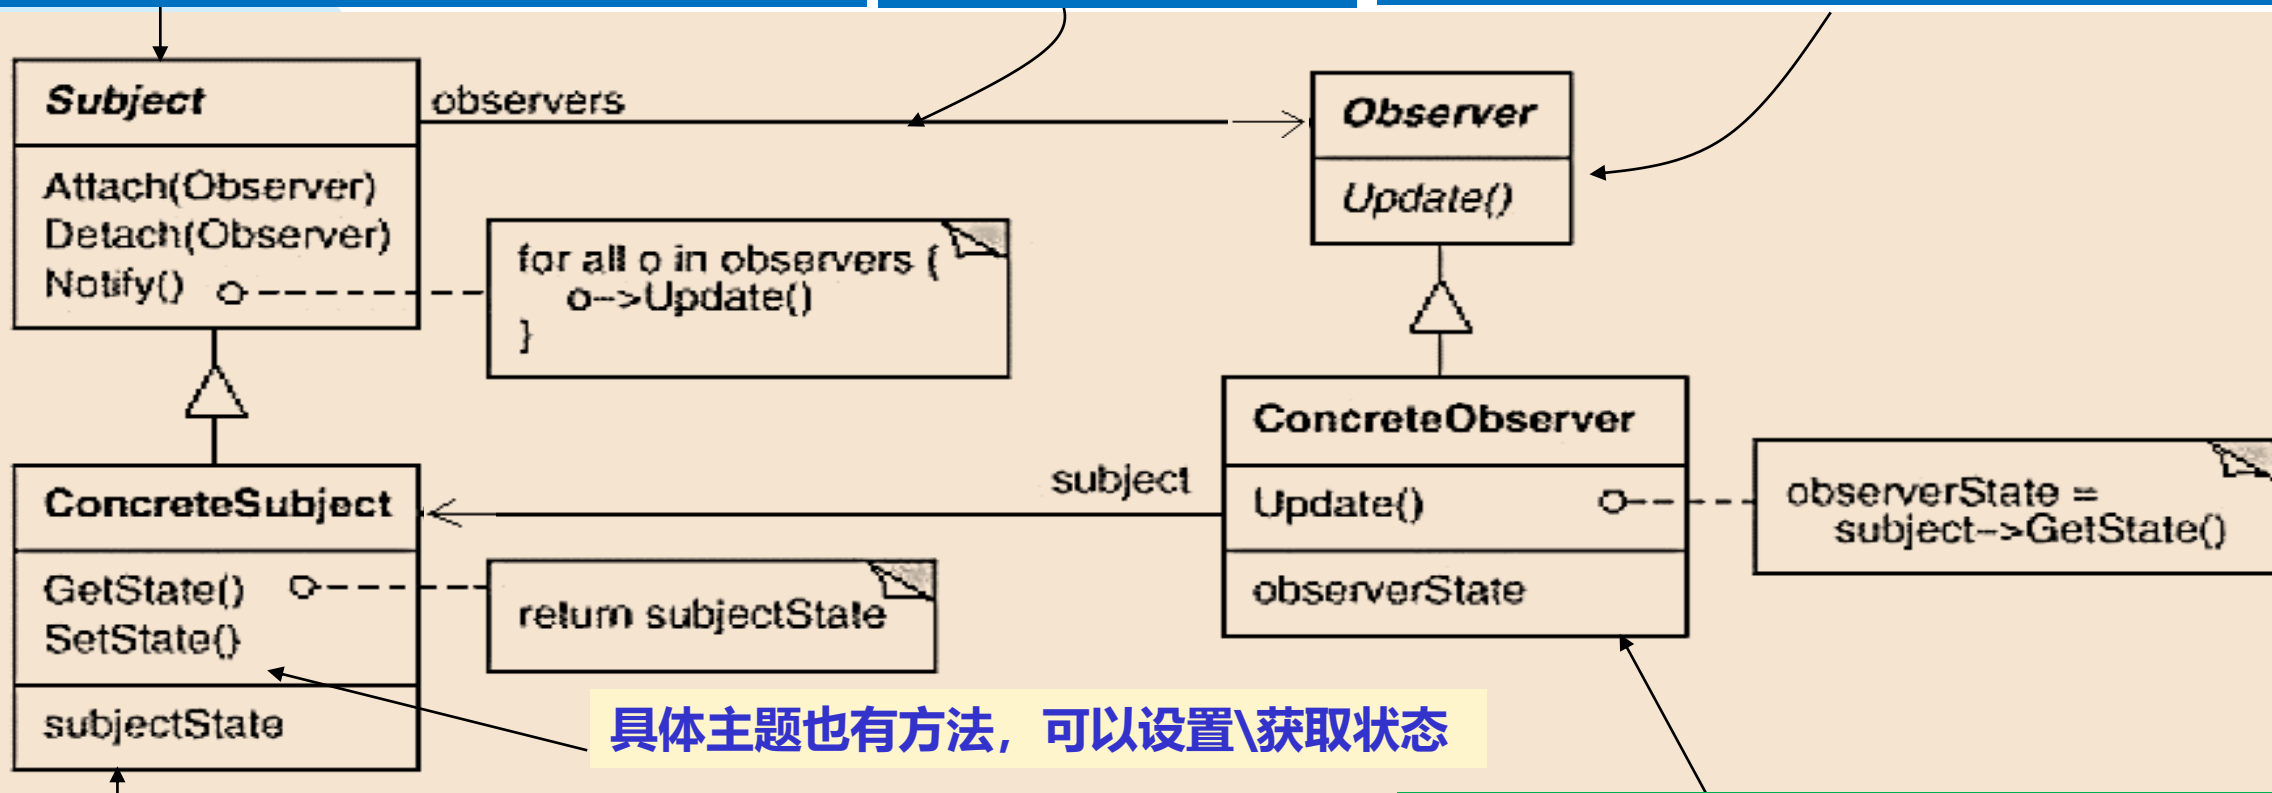 Subject
observers
Attach(Observer)
Detach(Observer)
Notify()
for all o in observers {
o-->Update()
}
Observer
Update()
ConcreteSubject
GetState()
SetState()
subjectState
return subjectState
subject
ConcreteObserver
Update()
observerState
observerState =
subject-->GetState()
具体主题也有方法，可以设置\获取状态